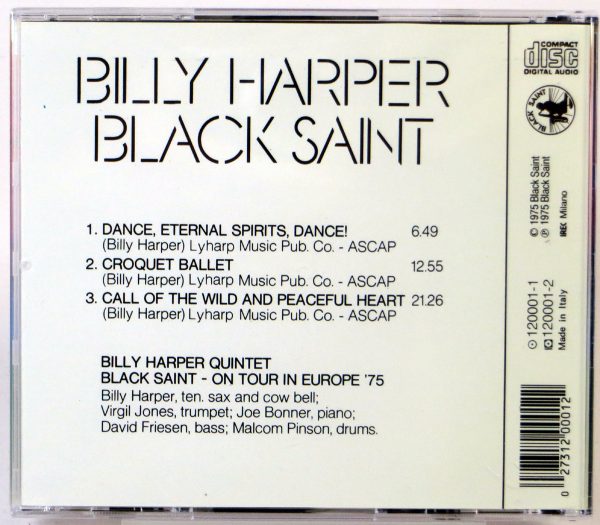 BILLY HARPER
BLACK SAINT
1. DANCE, ETERNAL SPIRITS, DANCE! 6.49
(Billy Harper) Lyharp Music Pub. Co. - ASCAP
2. CROQUET BALLET 12.55
(Billy Harper) Lyharp Music Pub. Co. - ASCAP
3. CALL OF THE WILD AND PEACEFUL HEART 21.26
(Billy Harper) Lyharp Music Pub. Co. - ASCAP
BILLY HARPER QUINTET
BLACK SAINT - ON TOUR IN EUROPE '75
Billy Harper, ten. sax and cow bell;
Virgil Jones, trumpet; Joe Bonner, piano;
David Friesen, bass; Malcom Pinson, drums.
COMPACT
disc
DIGITAL AUDIO
BLACK SAINT
© 1975 Black Saint
℗ 1975 Black Saint
IREC Milano
120001-1
120001-2
Made in Italy
0 27312 00012